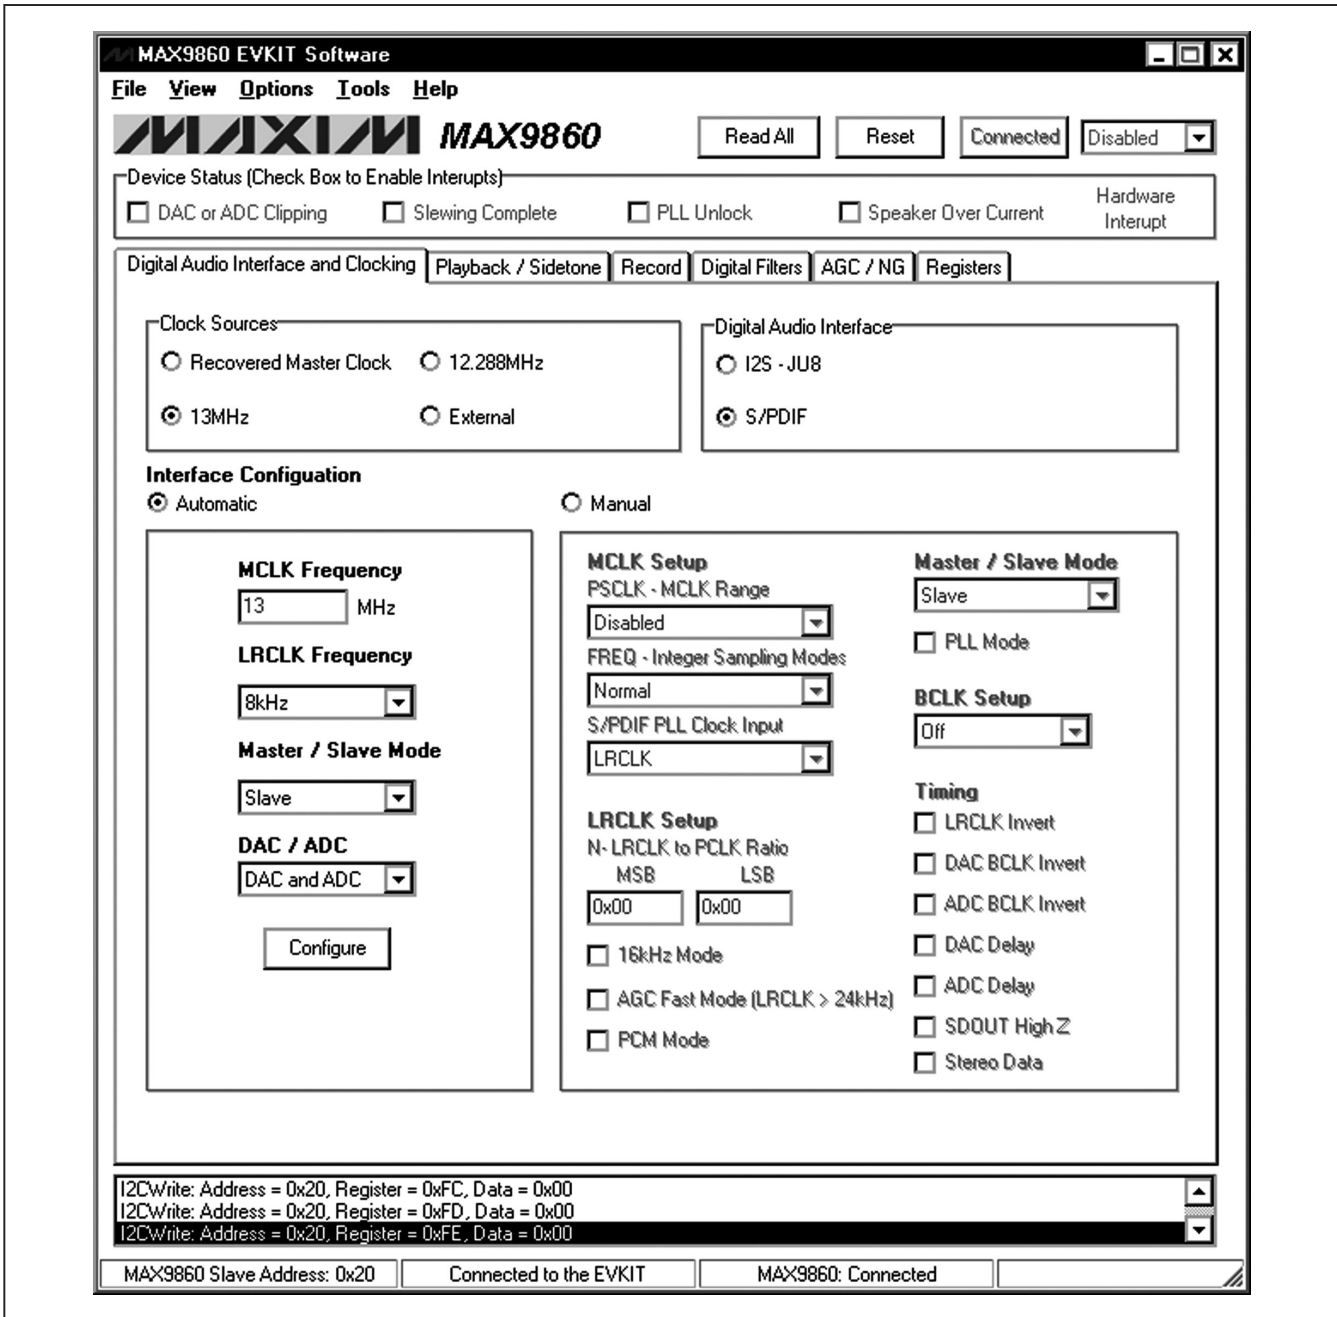 MAX9860 EVKIT Software
File View Options Tools Help
MAXIM MAX9860 Read All Reset Connected Disabled
Device Status (Check Box to Enable Interupts)
DAC or ADC Clipping Slewing Complete PLL Unlock Speaker Over Current Hardware Interupt
Digital Audio Interface and Clocking Playback / Sidetone Record Digital Filters AGC / NG Registers
Clock Sources
Recovered Master Clock 12.288MHz
13MHz External
Digital Audio Interface
I2S - JU8
S/PDIF
Interface Configuation
Automatic Manual
MCLK Frequency
13 MHz
LRCLK Frequency
8kHz
Master / Slave Mode
Slave
DAC / ADC
DAC and ADC
Configure
MCLK Setup
PSCLK - MCLK Range
Disabled
FREQ - Integer Sampling Modes
Normal
S/PDIF PLL Clock Input
LRCLK
LRCLK Setup
N- LRCLK to PCLK Ratio
MSB LSB
0x00 0x00
16kHz Mode
AGC Fast Mode (LRCLK > 24kHz)
PCM Mode
Master / Slave Mode
Slave
PLL Mode
BCLK Setup
Off
Timing
LRCLK Invert
DAC BCLK Invert
ADC BCLK Invert
DAC Delay
ADC Delay
SDOUT High Z
Stereo Data
I2CWrite: Address = 0x20, Register = 0xFC, Data = 0x00
I2CWrite: Address = 0x20, Register = 0xFD, Data = 0x00
I2CWrite: Address = 0x20, Register = 0xFE, Data = 0x00
MAX9860 Slave Address: 0x20 Connected to the EVKIT MAX9860: Connected